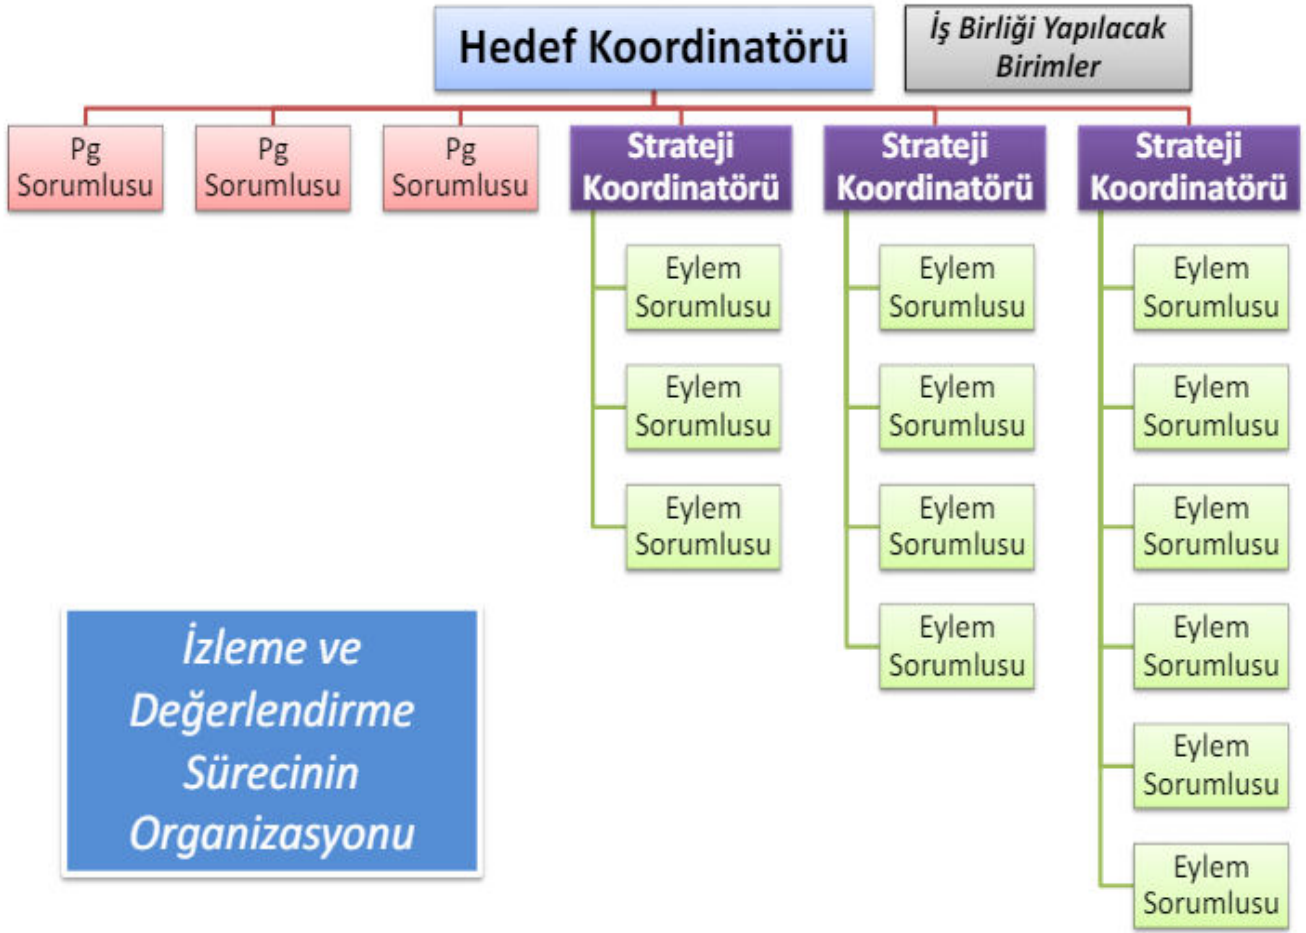 Hedef Koordinatörü
İş Birliği Yapılacak
Birimler
Pg
Sorumlusu
Pg
Sorumlusu
Pg
Sorumlusu
Strateji
Koordinatörü
Strateji
Koordinatörü
Strateji
Koordinatörü
Eylem
Sorumlusu
Eylem
Sorumlusu
Eylem
Sorumlusu
Eylem
Sorumlusu
Eylem
Sorumlusu
Eylem
Sorumlusu
Eylem
Sorumlusu
Eylem
Sorumlusu
Eylem
Sorumlusu
Eylem
Sorumlusu
Eylem
Sorumlusu
Eylem
Sorumlusu
Eylem
Sorumlusu
İzleme ve
Değerlendirme
Sürecinin
Organizasyonu